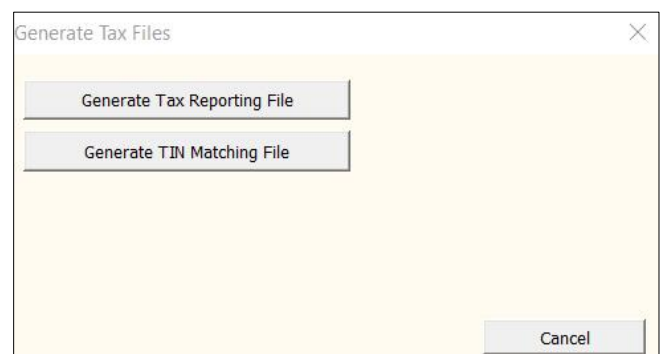 Generate Tax Files
Generate Tax Reporting File
Generate TIN Matching File
Cancel